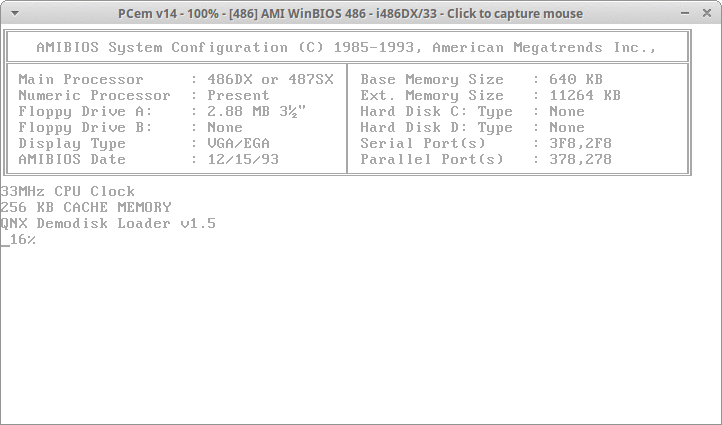 PCem v14 - 100% - [486] AMI WinBIOS 486 - i486DX/33 - Click to capture mouse
AMIBIOS System Configuration (C) 1985-1993, American Megatrends Inc.,
Main Processor : 486DX or 487SX Base Memory Size : 640 KB
Numeric Processor : Present Ext. Memory Size : 11264 KB
Floppy Drive A: : 2.88 MB 3½" Hard Disk C: Type : None
Floppy Drive B: : None Hard Disk D: Type : None
Display Type : VGA/EGA Serial Port(s) : 3F8,2F8
AMIBIOS Date : 12/15/93 Parallel Port(s) : 378,278
33MHz CPU Clock
256 KB CACHE MEMORY
QNX Demodisk Loader v1.5
_16%